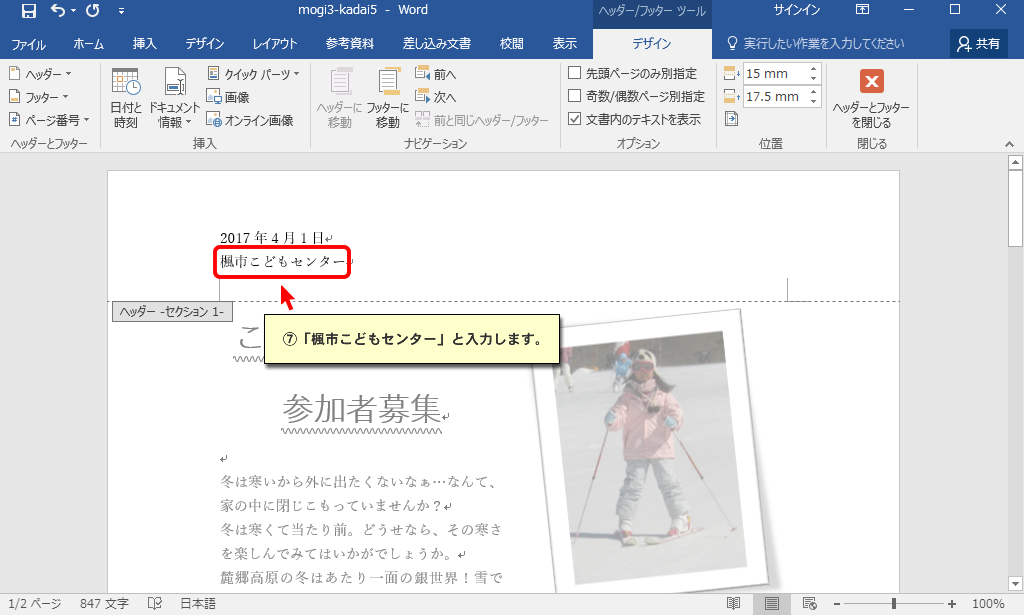 mogi3-kadai5 - Word
ヘッダー/フッター ツール
サインイン
ファイル
ホーム
挿入
デザイン
レイアウト
参考資料
差し込み文書
校閲
表示
デザイン
実行したい作業を入力してください
共有
ヘッダー
フッター
ページ番号
ヘッダーとフッター
日付と
時刻
ドキュメント
情報
クイック パーツ
画像
オンライン画像
挿入
ヘッダーに
移動
フッターに
移動
前へ
次へ
前と同じヘッダー/フッター
ナビゲーション
先頭ページのみ別指定
奇数/偶数ページ別指定
文書内のテキストを表示
オプション
15 mm
17.5 mm
位置
ヘッダーとフッター
を閉じる
閉じる
2017 年 4 月 1 日
楓市こどもセンター
ヘッダー -セクション 1-
こ
⑦「楓市こどもセンター」と入力します。
参加者募集
冬は寒いから外に出たくないなぁ…なんて、
家の中に閉じこもっていませんか？
冬は寒くて当たり前。どうせなら、その寒さ
を楽しんでみてはいかがでしょうか。
麓郷高原の冬はあたり一面の銀世界！雪で
1/2 ページ
847 文字
日本語
100%